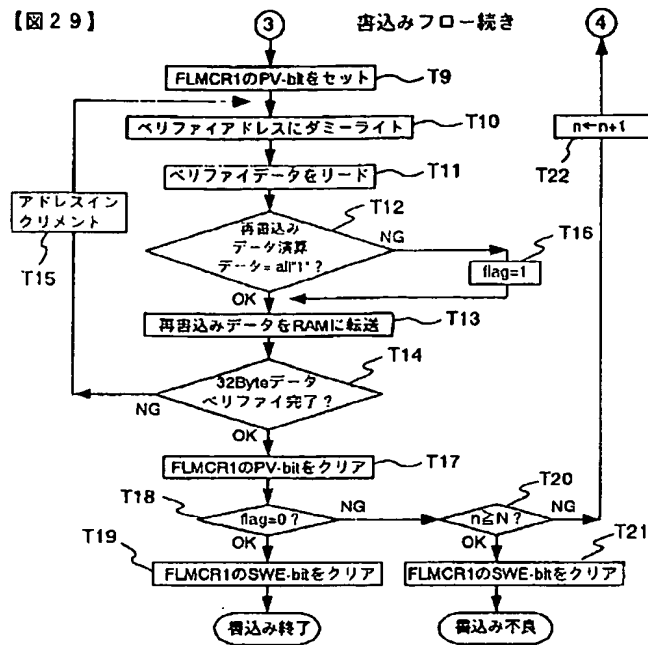 【図29】
③ 書込みフロー続き ④
FLMCR1のPV-bitをセット T9
ベリファイアドレスにダミーライト T10
n←n+1
T22
ベリファイデータをリード T11
アドレスイン
クリメント
T15
再書込み
データ演算
データ=all"1"？
T12
NG
T16
flag=1
OK
再書込みデータをRAMに転送 T13
T14
32Byteデータ
ベリファイ完了？
NG
OK
FLMCR1のPV-bitをクリア T17
T18
flag=0？
NG
T20
n≧N？
NG
T19
OK
OK
T21
FLMCR1のSWE-bitをクリア
FLMCR1のSWE-bitをクリア
書込み終了
書込み不良